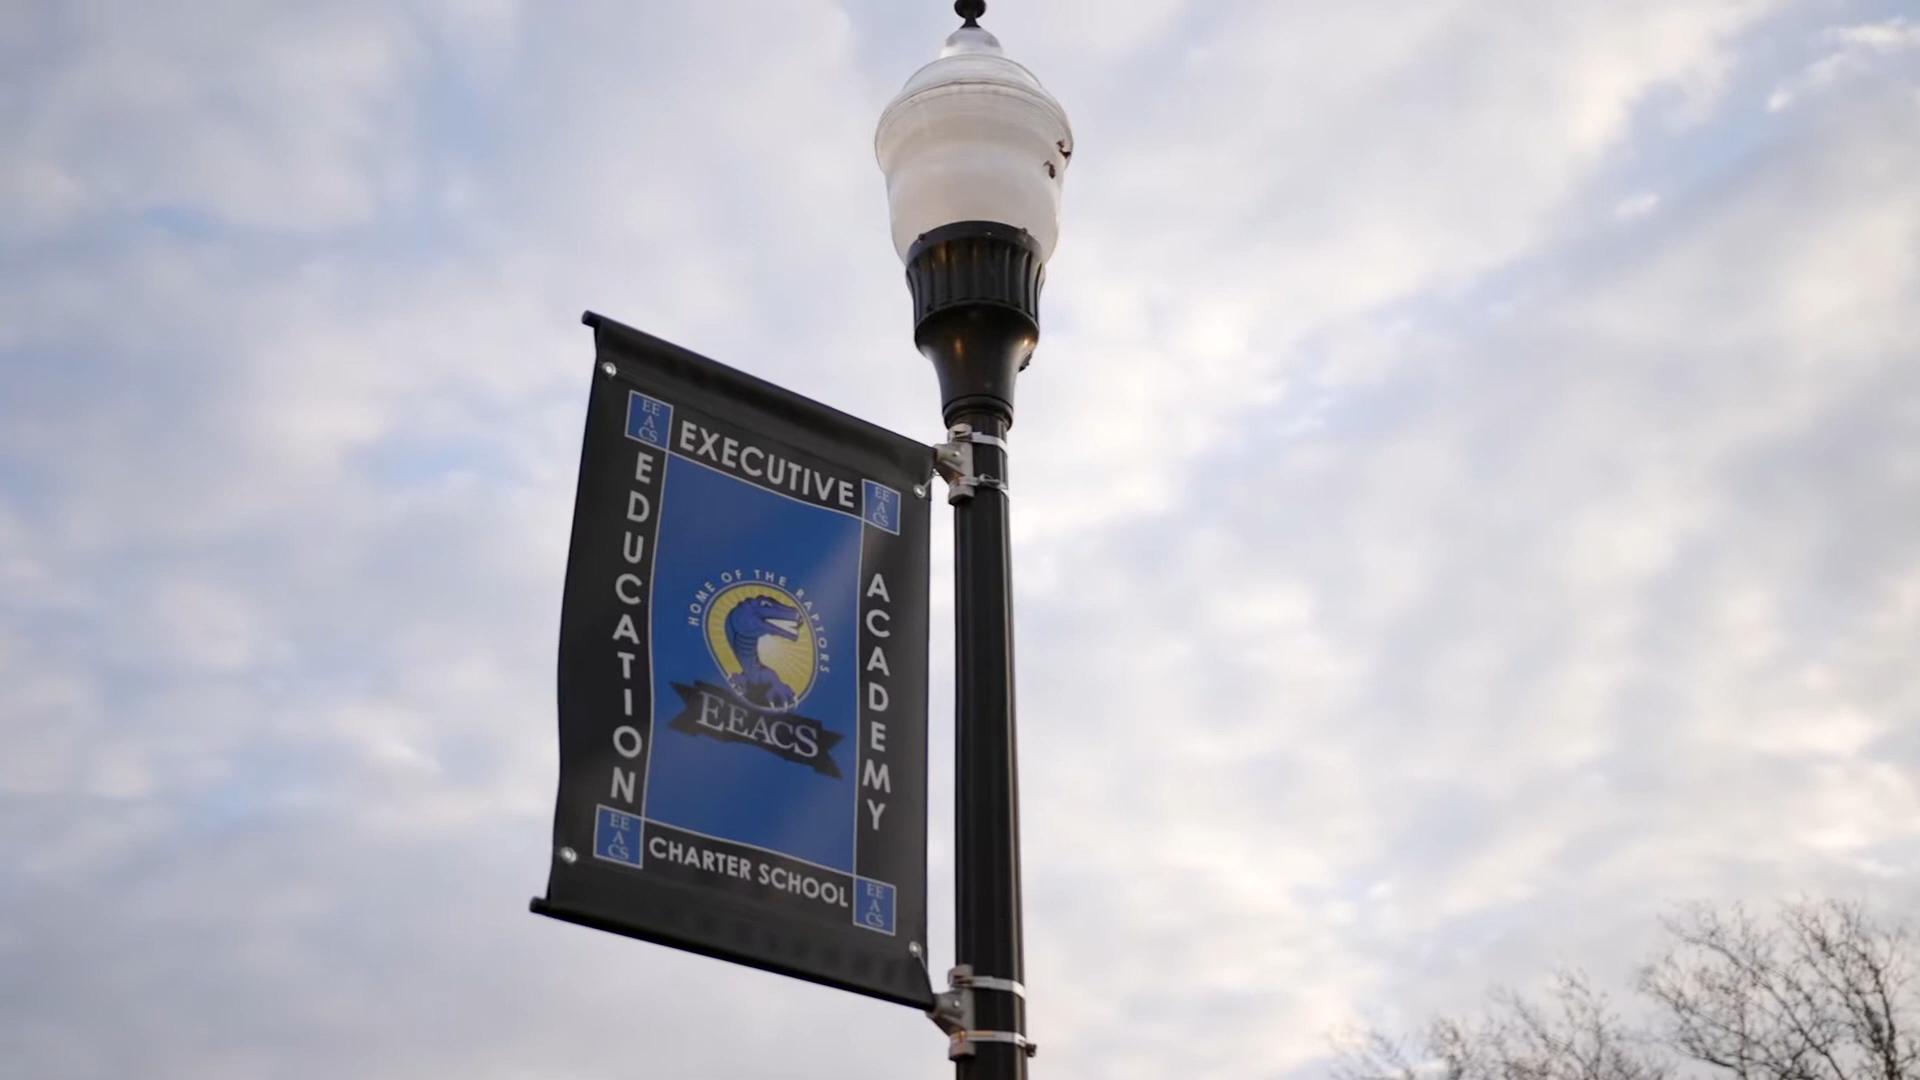 EE
A
CS
EXECUTIVE
EE
A
CS
EDUCATION
ACADEMY
HOME OF THE RAPTORS
EEACS
EE
A
CS
CHARTER SCHOOL
EE
A
CS